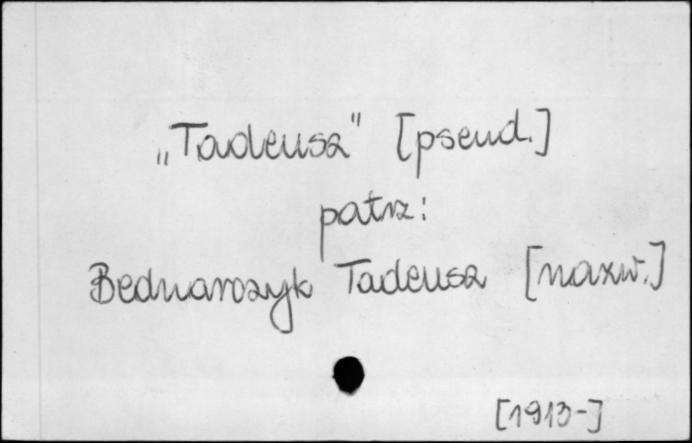 „Tadeusz” [pseud.]
patrz:
Bednarczyk Tadeusz [nazw.]
[1913-]